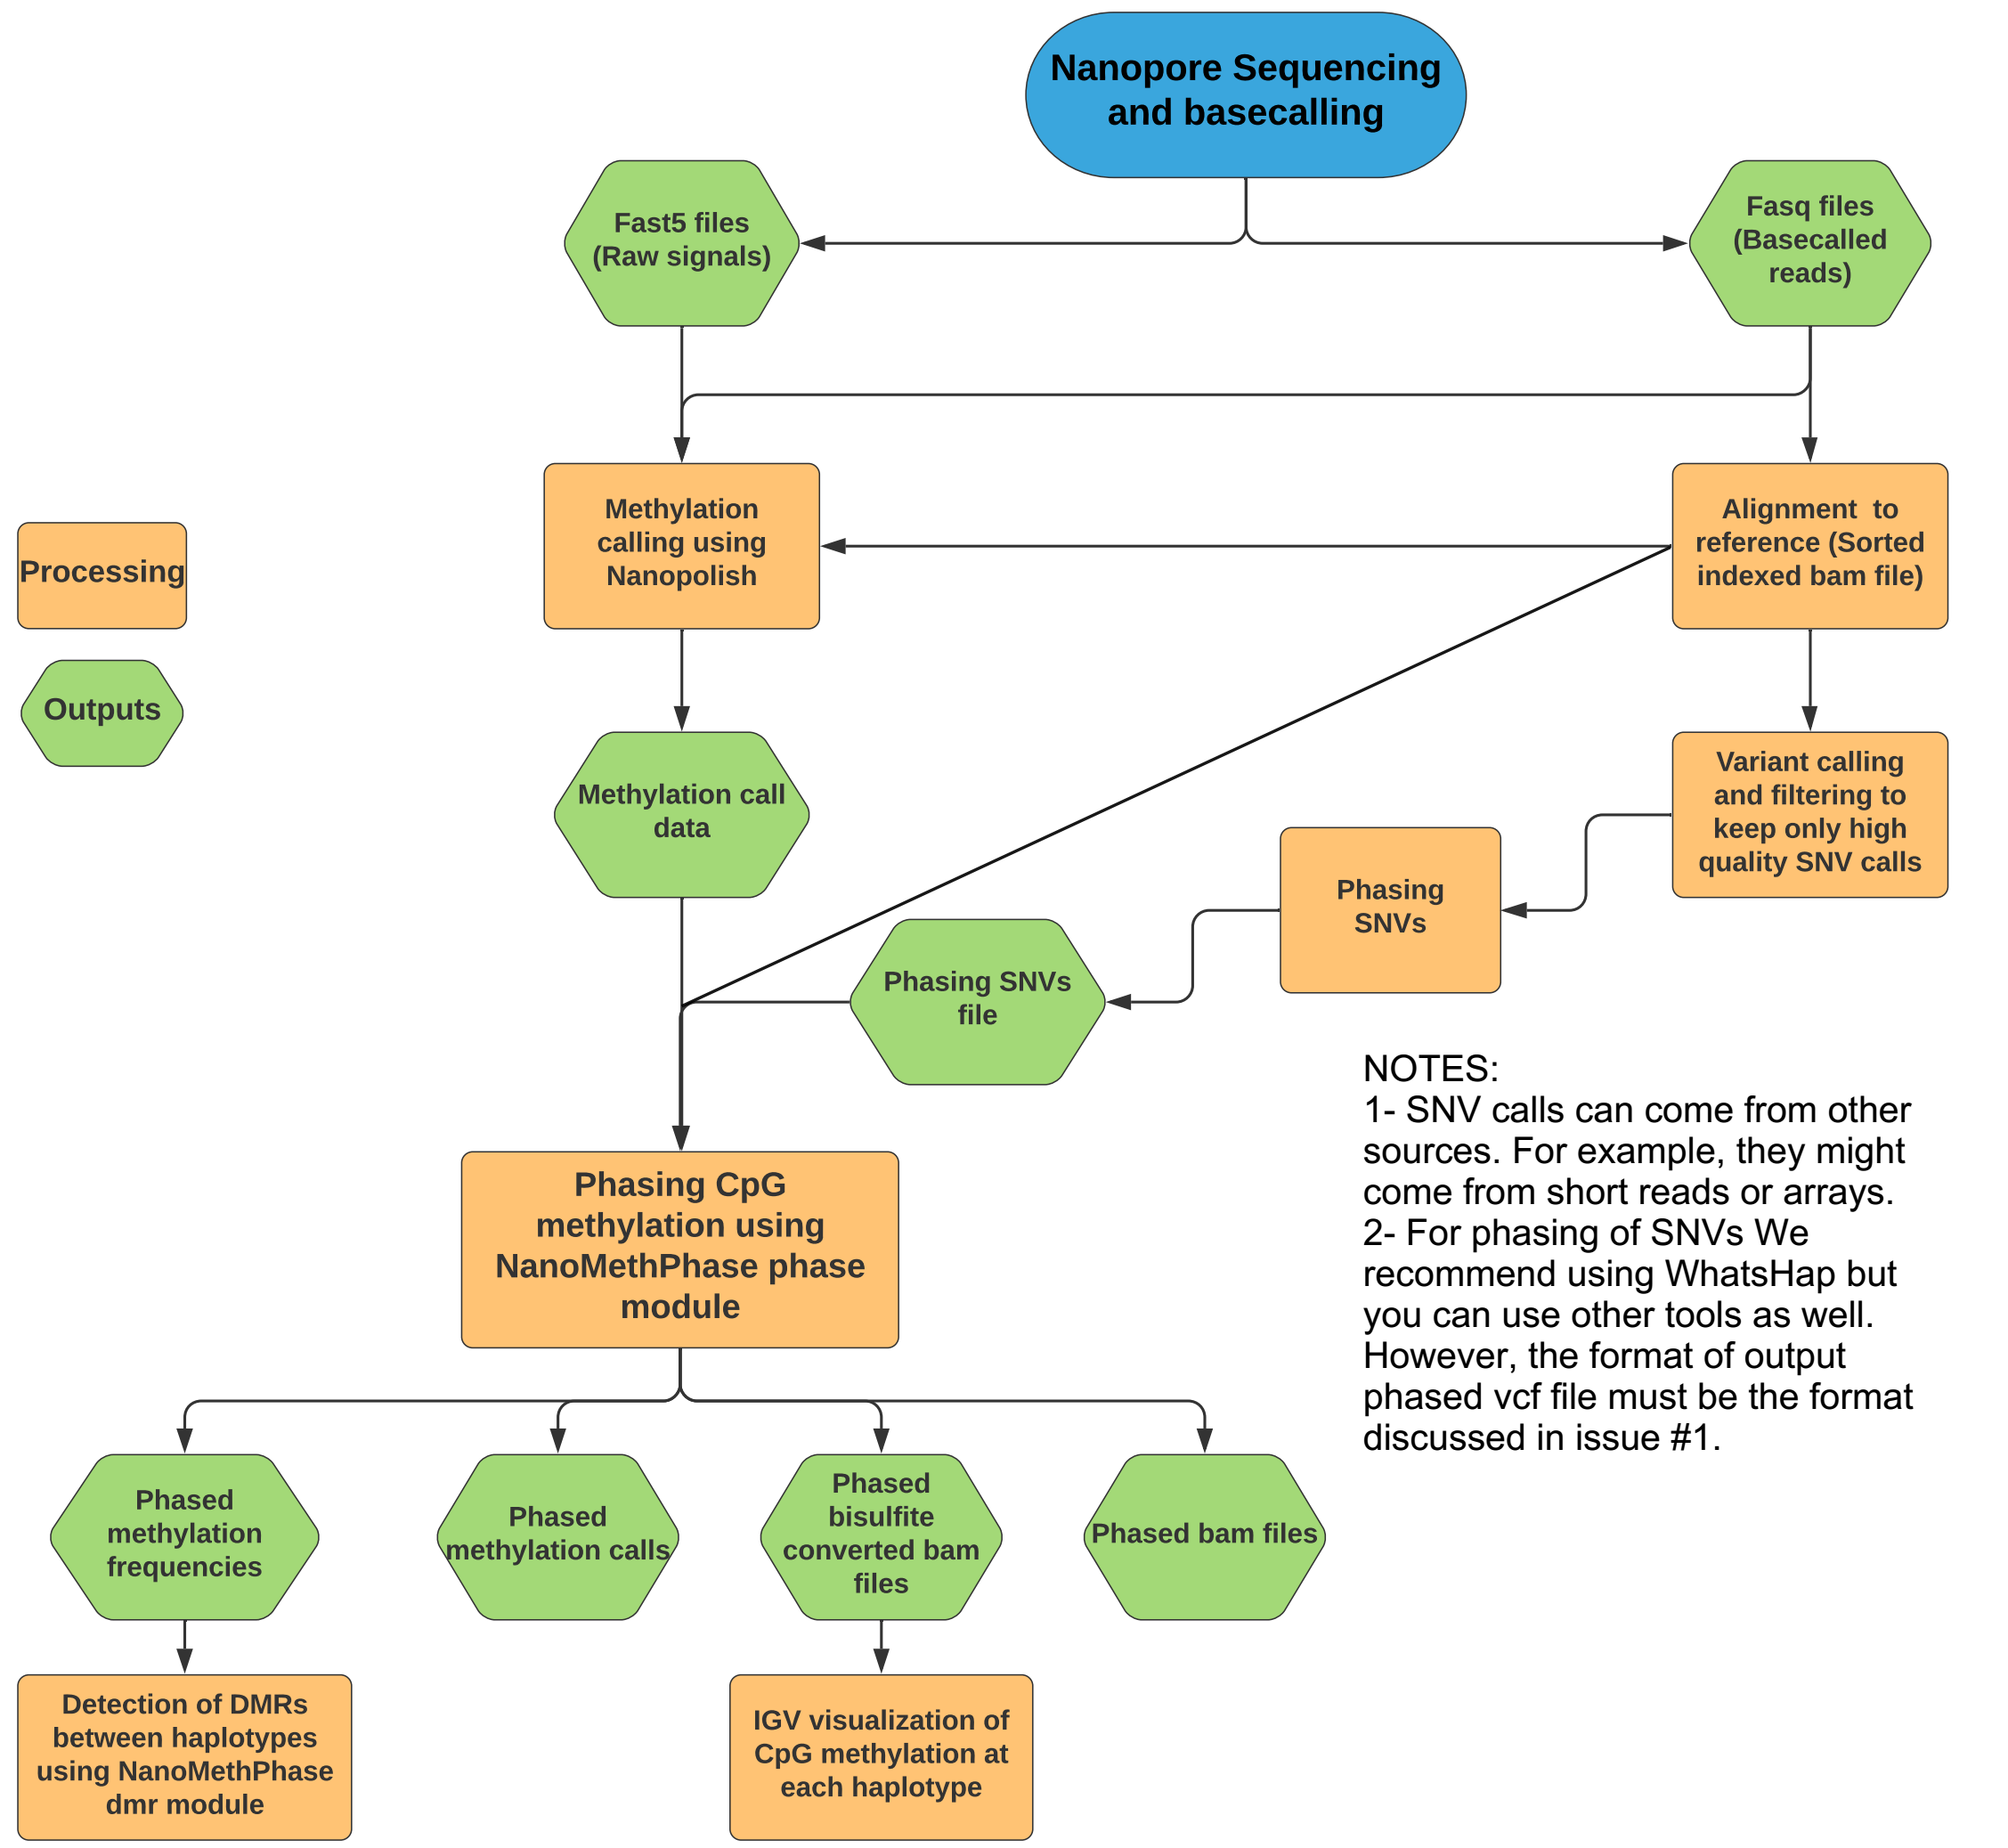 Nanopore Sequencing
and basecalling
Fast5 files
(Raw signals)
Fasq files
(Basecalled
reads)
Methylation
calling using
Nanopolish
Alignment  to
reference (Sorted
indexed bam file)
Processing
Outputs
Methylation call
data
Variant calling
and filtering to
keep only high
quality SNV calls
Phasing
SNVs
Phasing SNVs
file
NOTES:
1- SNV calls can come from other
sources. For example, they might
come from short reads or arrays.
2- For phasing of SNVs We
recommend using WhatsHap but
you can use other tools as well.
However, the format of output
phased vcf file must be the format
discussed in issue #1.
Phasing CpG
methylation using
NanoMethPhase phase
module
Phased
methylation
frequencies
Phased
methylation calls
Phased
bisulfite
converted bam
files
Phased bam files
Detection of DMRs
between haplotypes
using NanoMethPhase
dmr module
IGV visualization of
CpG methylation at
each haplotype